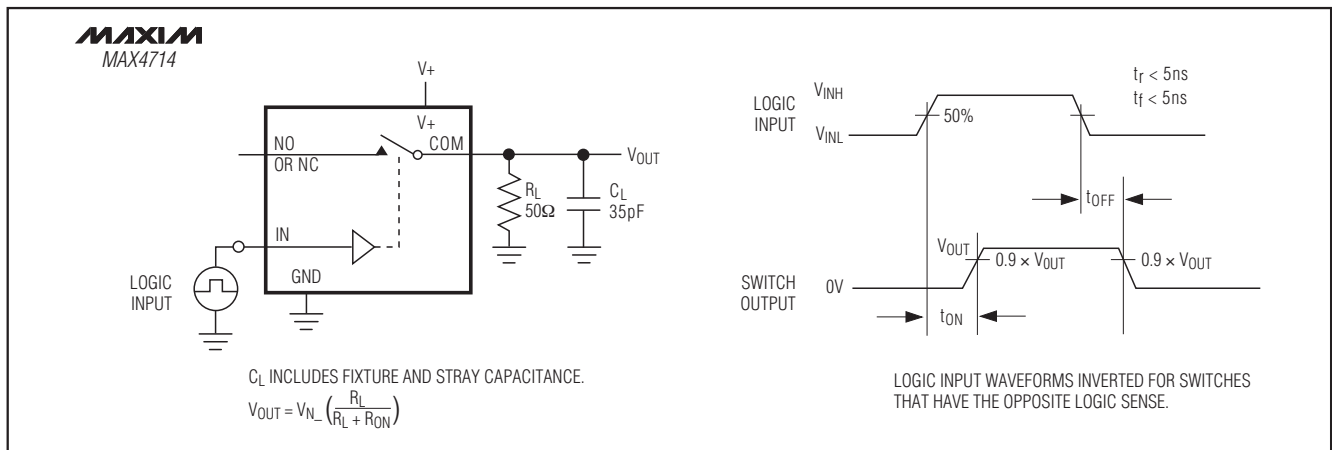 MAXIM
MAX4714
V+
V+
NO
OR NC
COM
VOUT
RL
50Ω
CL
35pF
IN
GND
LOGIC
INPUT
CL INCLUDES FIXTURE AND STRAY CAPACITANCE.
VOUT = VN_ (RL / RL + RON)
LOGIC
INPUT
VINH
VINL
50%
tr < 5ns
tf < 5ns
tOFF
VOUT
0.9 × VOUT
0.9 × VOUT
SWITCH
OUTPUT
0V
tON
LOGIC INPUT WAVEFORMS INVERTED FOR SWITCHES
THAT HAVE THE OPPOSITE LOGIC SENSE.